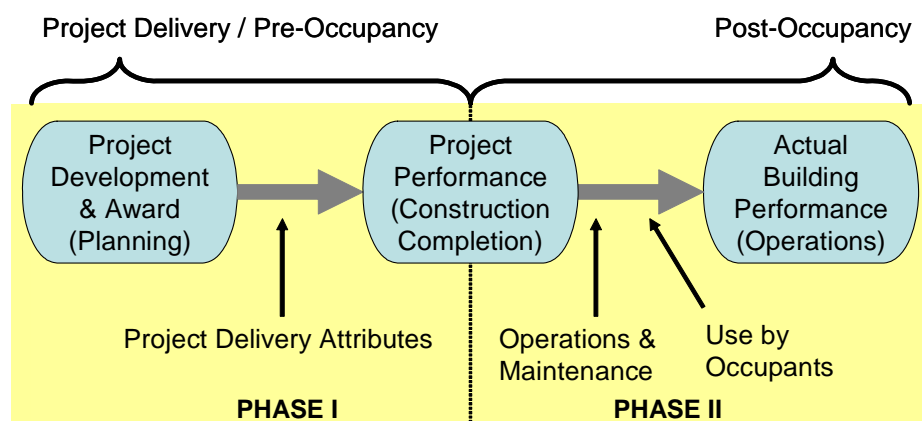 Project Delivery / Pre-Occupancy
Post-Occupancy
Project
Development
& Award
(Planning)
Project
Performance
(Construction
Completion)
Actual
Building
Performance
(Operations)
Project Delivery Attributes
Operations &
Maintenance
Use by
Occupants
PHASE I
PHASE II